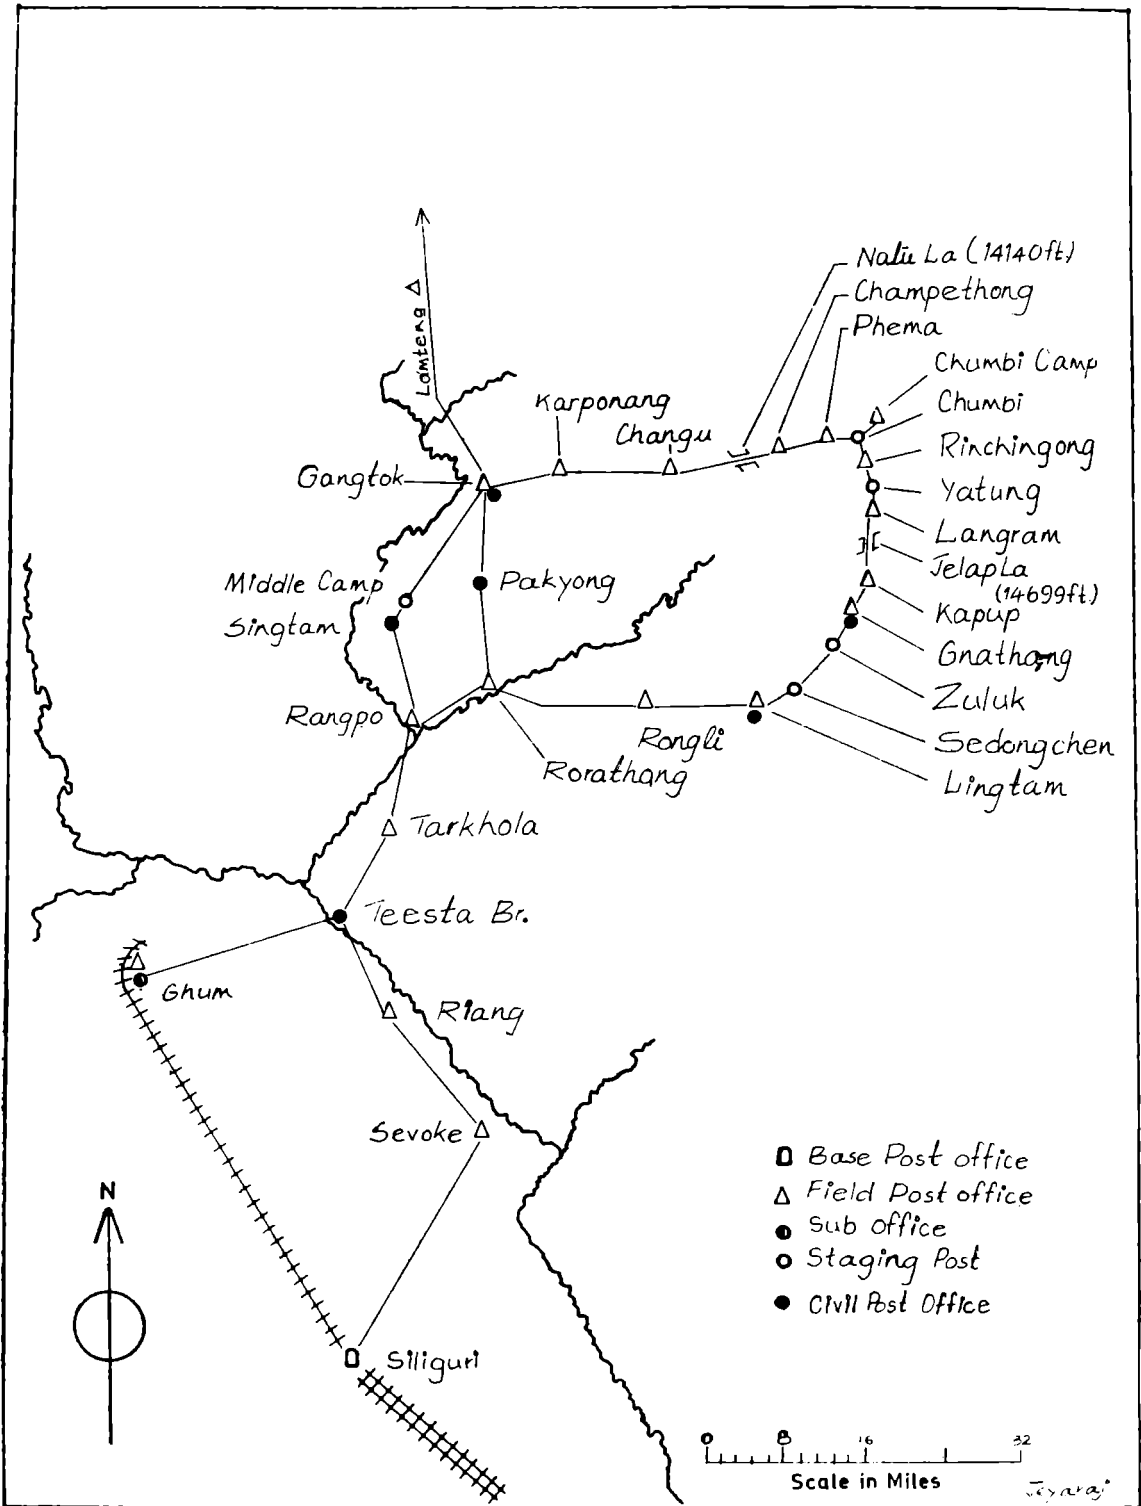 Natu La (14140ft)
Champethong
Phema
Lamteng
Chumbi Camp
Karponang
Chumbi
Changu
Rinchingong
Gangtok
Yatung
Langram
JelapLa
(14699ft.)
Middle Camp
Pakyong
Kapup
Singtam
Gnathang
Zuluk
Rangpo
Rongli
Sedongchen
Rorathang
Lingtam
Tarkhola
Teesta Br.
Ghum
Riang
Sevoke
Base Post office
Field Post office
Sub office
Staging Post
Civil Post Office
N
Siliguri
0 8 16 32
Scale in Miles
Jeyaraj